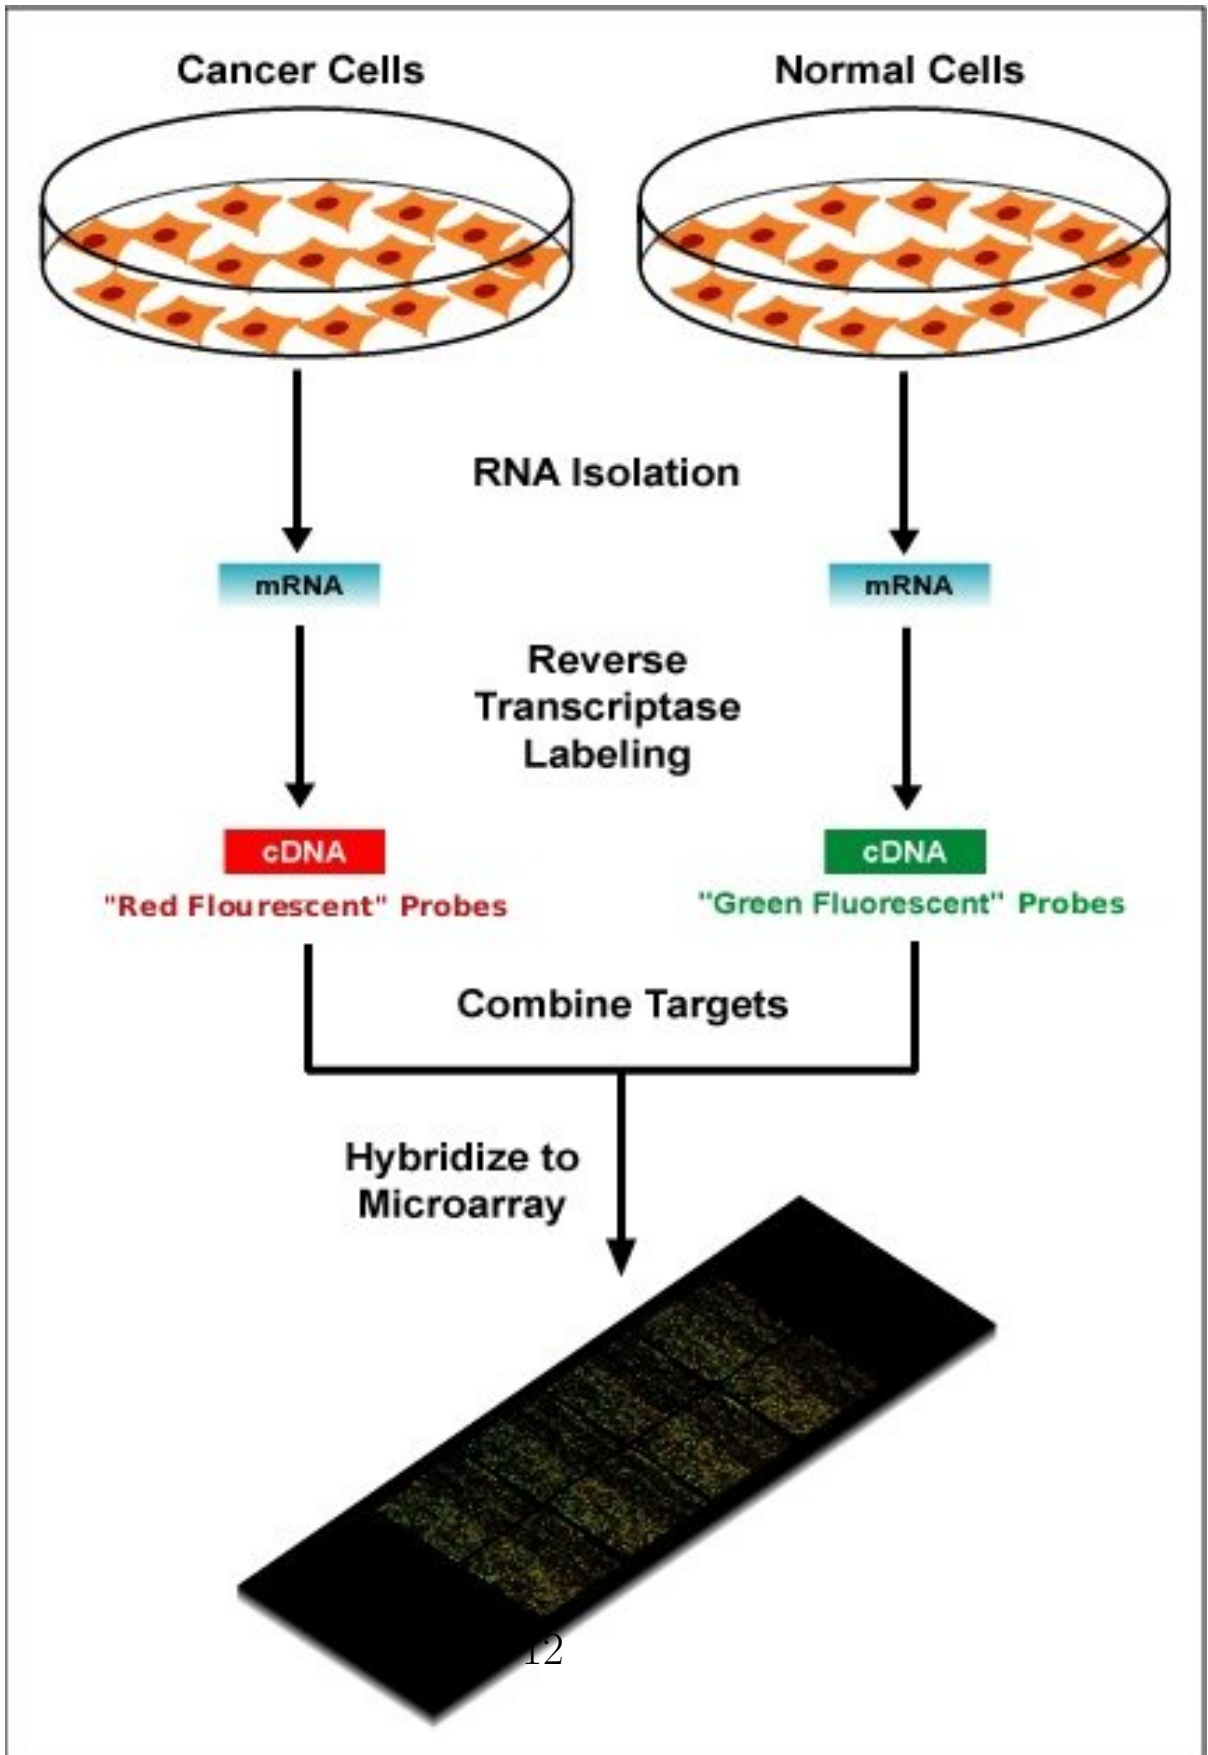 Cancer Cells
Normal Cells
RNA Isolation
mRNA
mRNA
Reverse
Transcriptase
Labeling
cDNA
cDNA
"Red Flourescent" Probes
"Green Fluorescent" Probes
Combine Targets
Hybridize to
Microarray
12